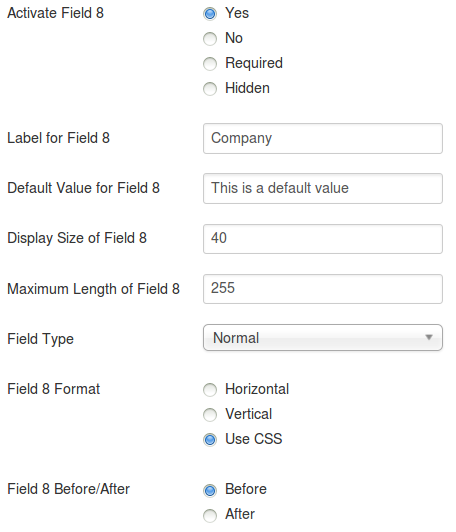 Activate Field 8 Yes
No
Required
Hidden
Label for Field 8 Company
Default Value for Field 8 This is a default value
Display Size of Field 8 40
Maximum Length of Field 8 255
Field Type Normal
Field 8 Format Horizontal
Vertical
Use CSS
Field 8 Before/After Before
After